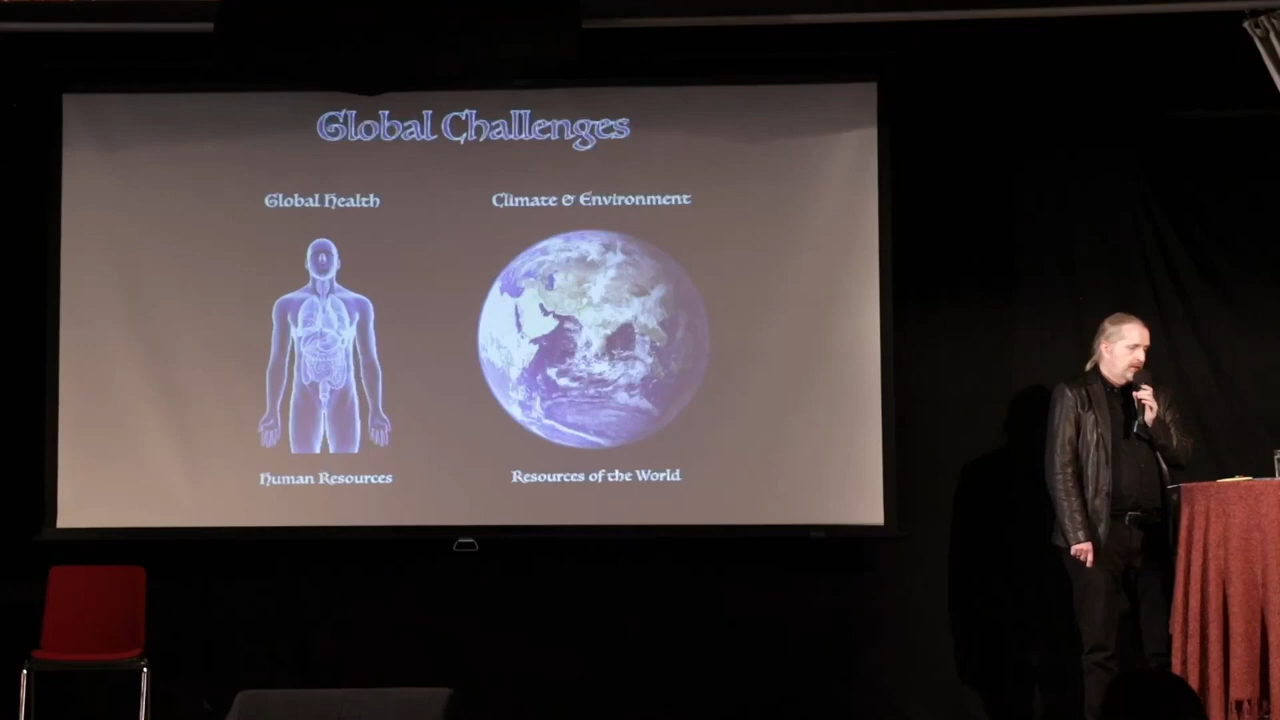 Global Challenges
Global Health
Climate & Environment
Human Resources
Resources of the World